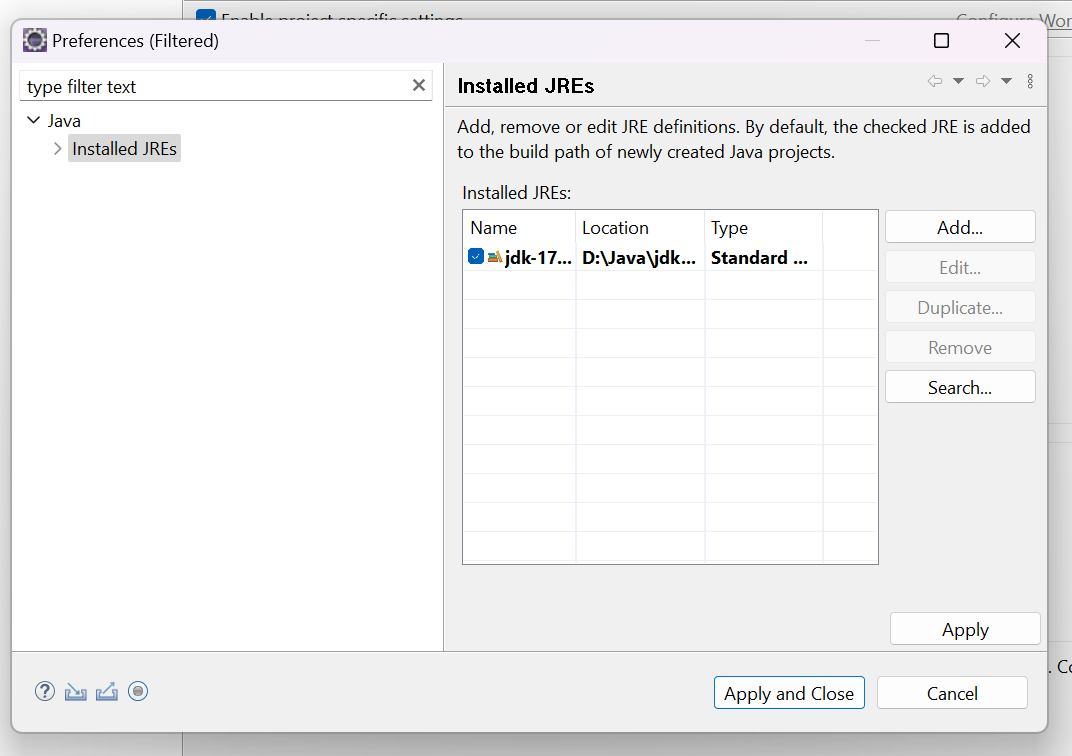 Enable project specific settings
Configure Wor
Preferences (Filtered)
type filter text
Java
Installed JREs
Installed JREs
Add, remove or edit JRE definitions. By default, the checked JRE is added
to the build path of newly created Java projects.
Installed JREs:
Name Location Type
jdk-17... D:\Java\jdk... Standard ...
Add...
Edit...
Duplicate...
Remove
Search...
Apply
. Co
Apply and Close
Cancel